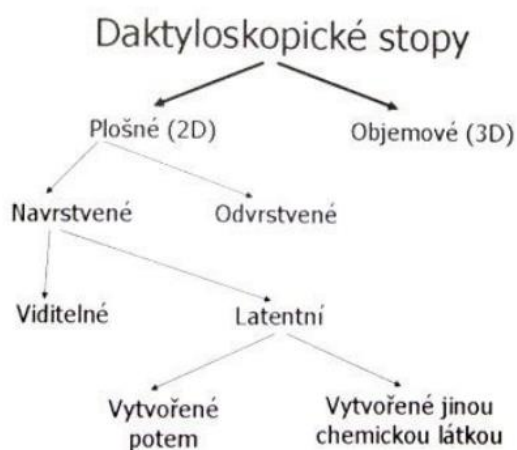 Daktyloskopické stopy
Plošné (2D)
Objemové (3D)
Navrstvené
Odvrstvené
Viditelné
Latentní
Vytvořené
potem
Vytvořené jinou
chemickou látkou